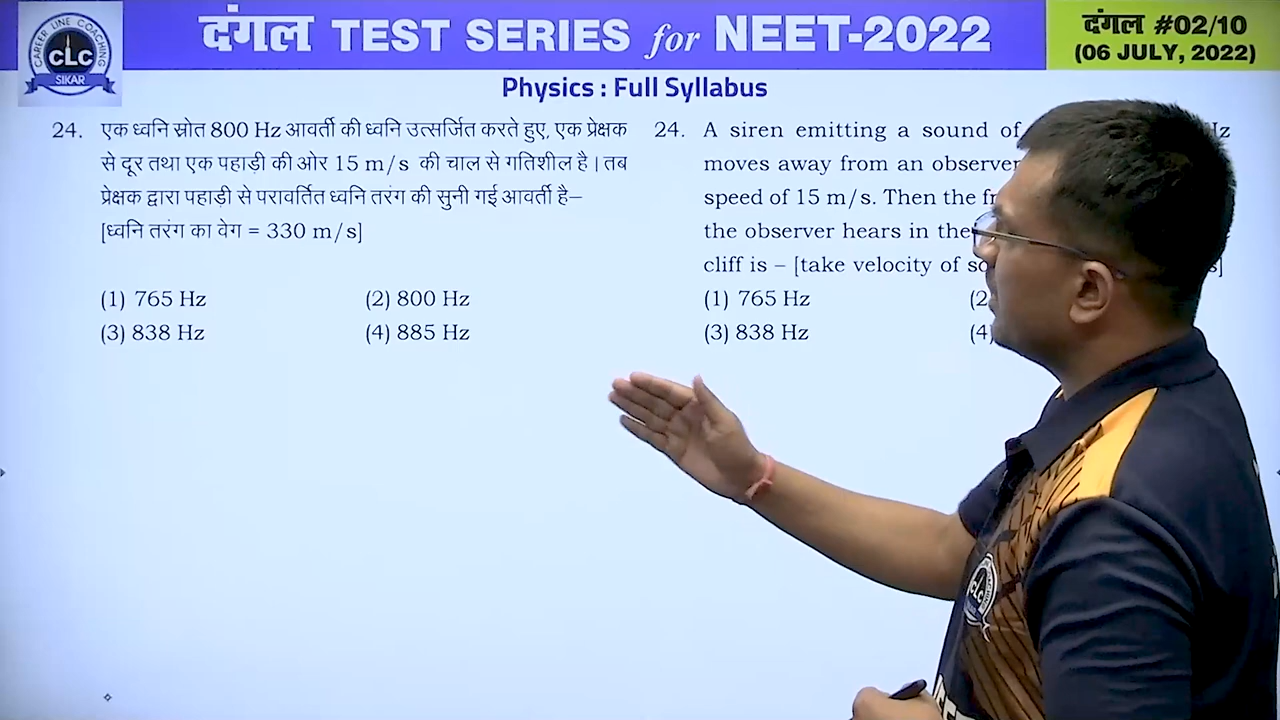 दंगल TEST SERIES for NEET-2022
दंगल #02/10
(06 JULY, 2022)
CAREER LINE COACHING
CLC
SIKAR
Physics : Full Syllabus
24. एक ध्वनि स्रोत 800 Hz आवर्ती की ध्वनि उत्सर्जित करते हुए, एक प्रेक्षक
से दूर तथा एक पहाड़ी की ओर 15 m/s की चाल से गतिशील है। तब
प्रेक्षक द्वारा पहाड़ी से परावर्तित ध्वनि तरंग की सुनी गई आवर्ती है–
[ध्वनि तरंग का वेग = 330 m/s]
(1) 765 Hz (2) 800 Hz
(3) 838 Hz (4) 885 Hz
24. A siren emitting a sound of
moves away from an observer
speed of 15 m/s. Then the
the observer hears in the
cliff is – [take velocity of
(1) 765 Hz
(3) 838 Hz (4)
CLC